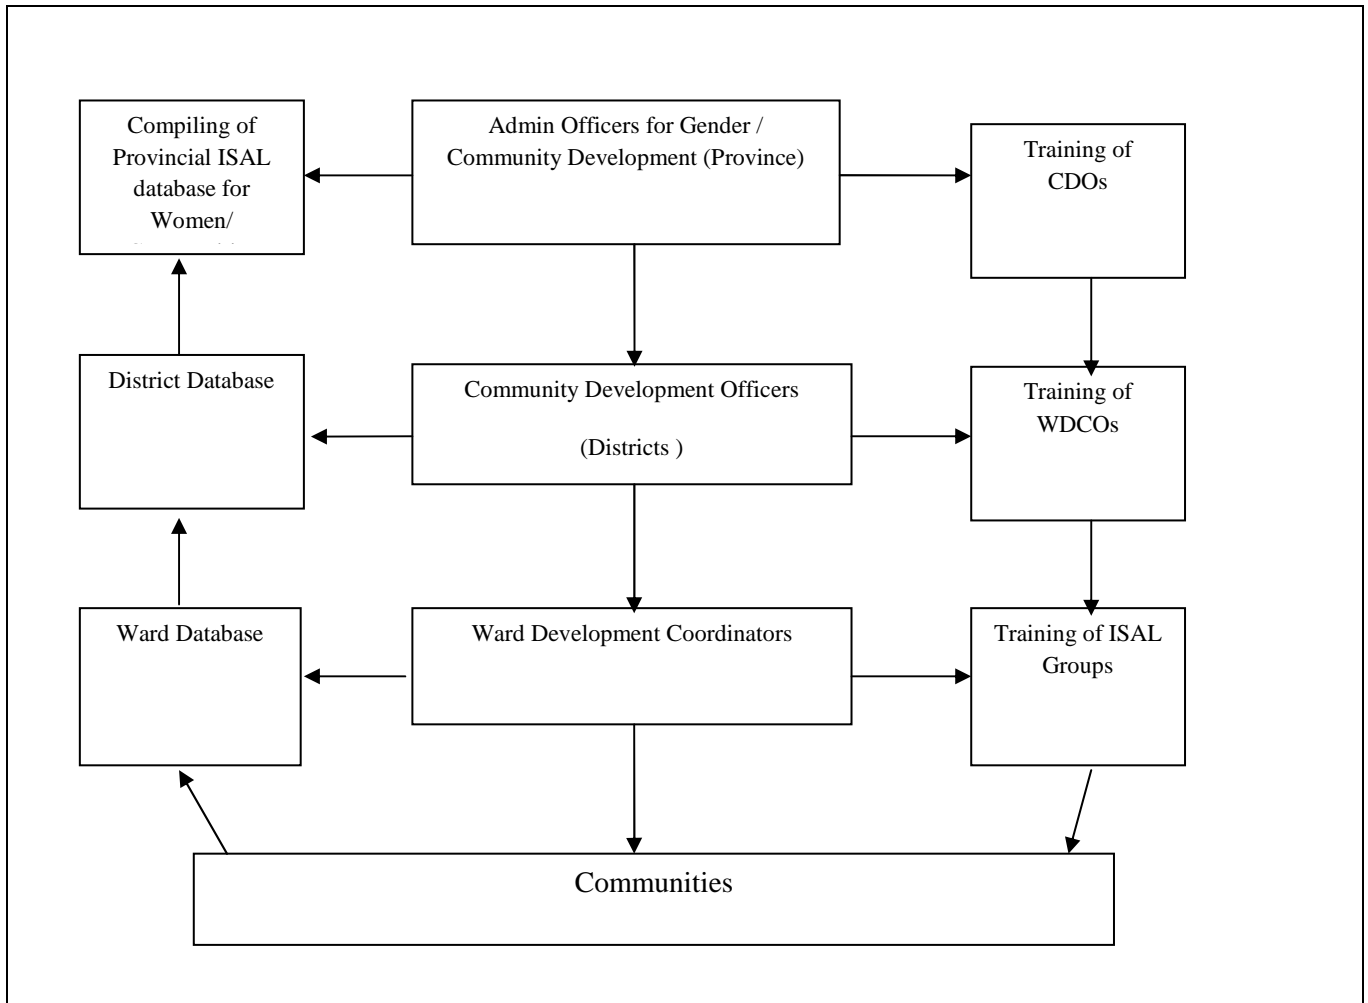 Compiling of
Provincial ISAL
database for
Women/
Admin Officers for Gender /
Community Development (Province)
Training of
CDOs
District Database
Community Development Officers
(Districts )
Training of
WDCOs
Ward Database
Ward Development Coordinators
Training of ISAL
Groups
Communities